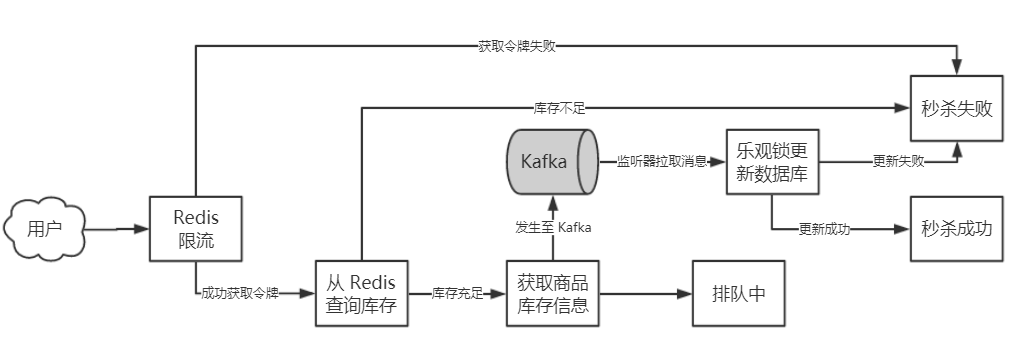 获取令牌失败
库存不足
秒杀失败
Kafka
监听器拉取消息
乐观锁更
新数据库
更新失败
用户
Redis
限流
发生至 Kafka
更新成功
秒杀成功
成功获取令牌
从 Redis
查询库存
库存充足
获取商品
库存信息
排队中